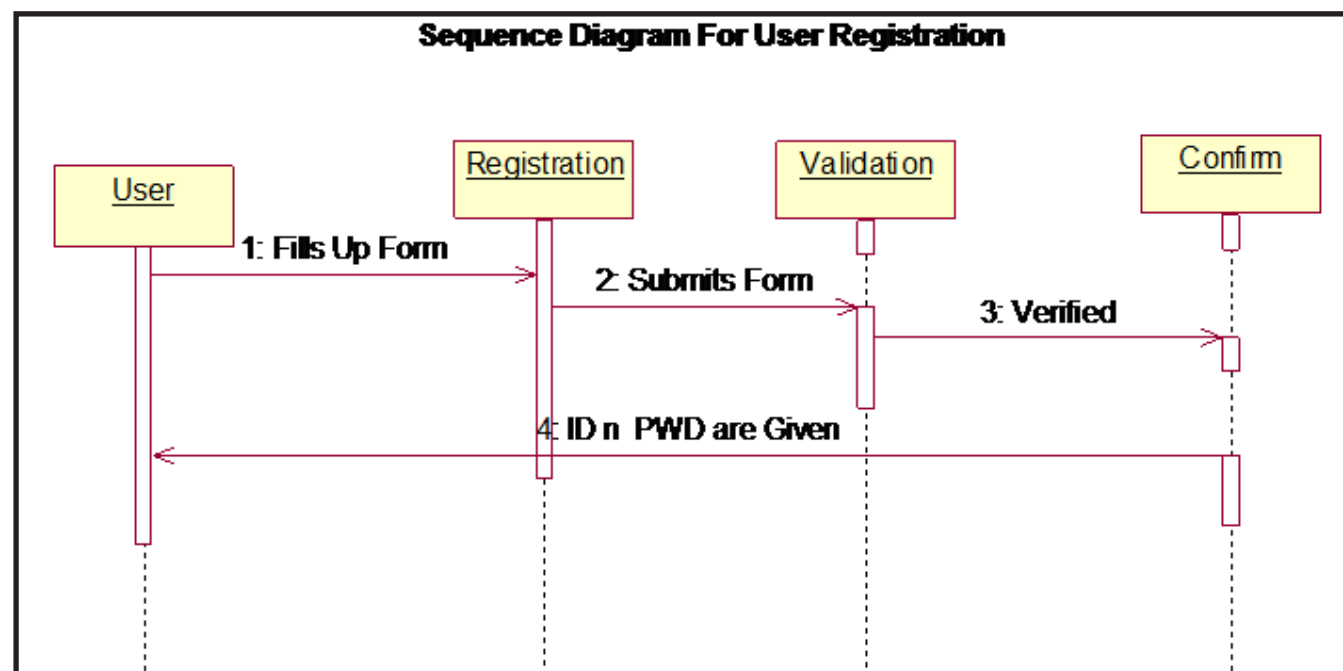 Sequence Diagram For User Registration
User
Registration
Validation
Confirm
1: Fills Up Form
2: Submits Form
3: Verified
4: ID n PWD are Given